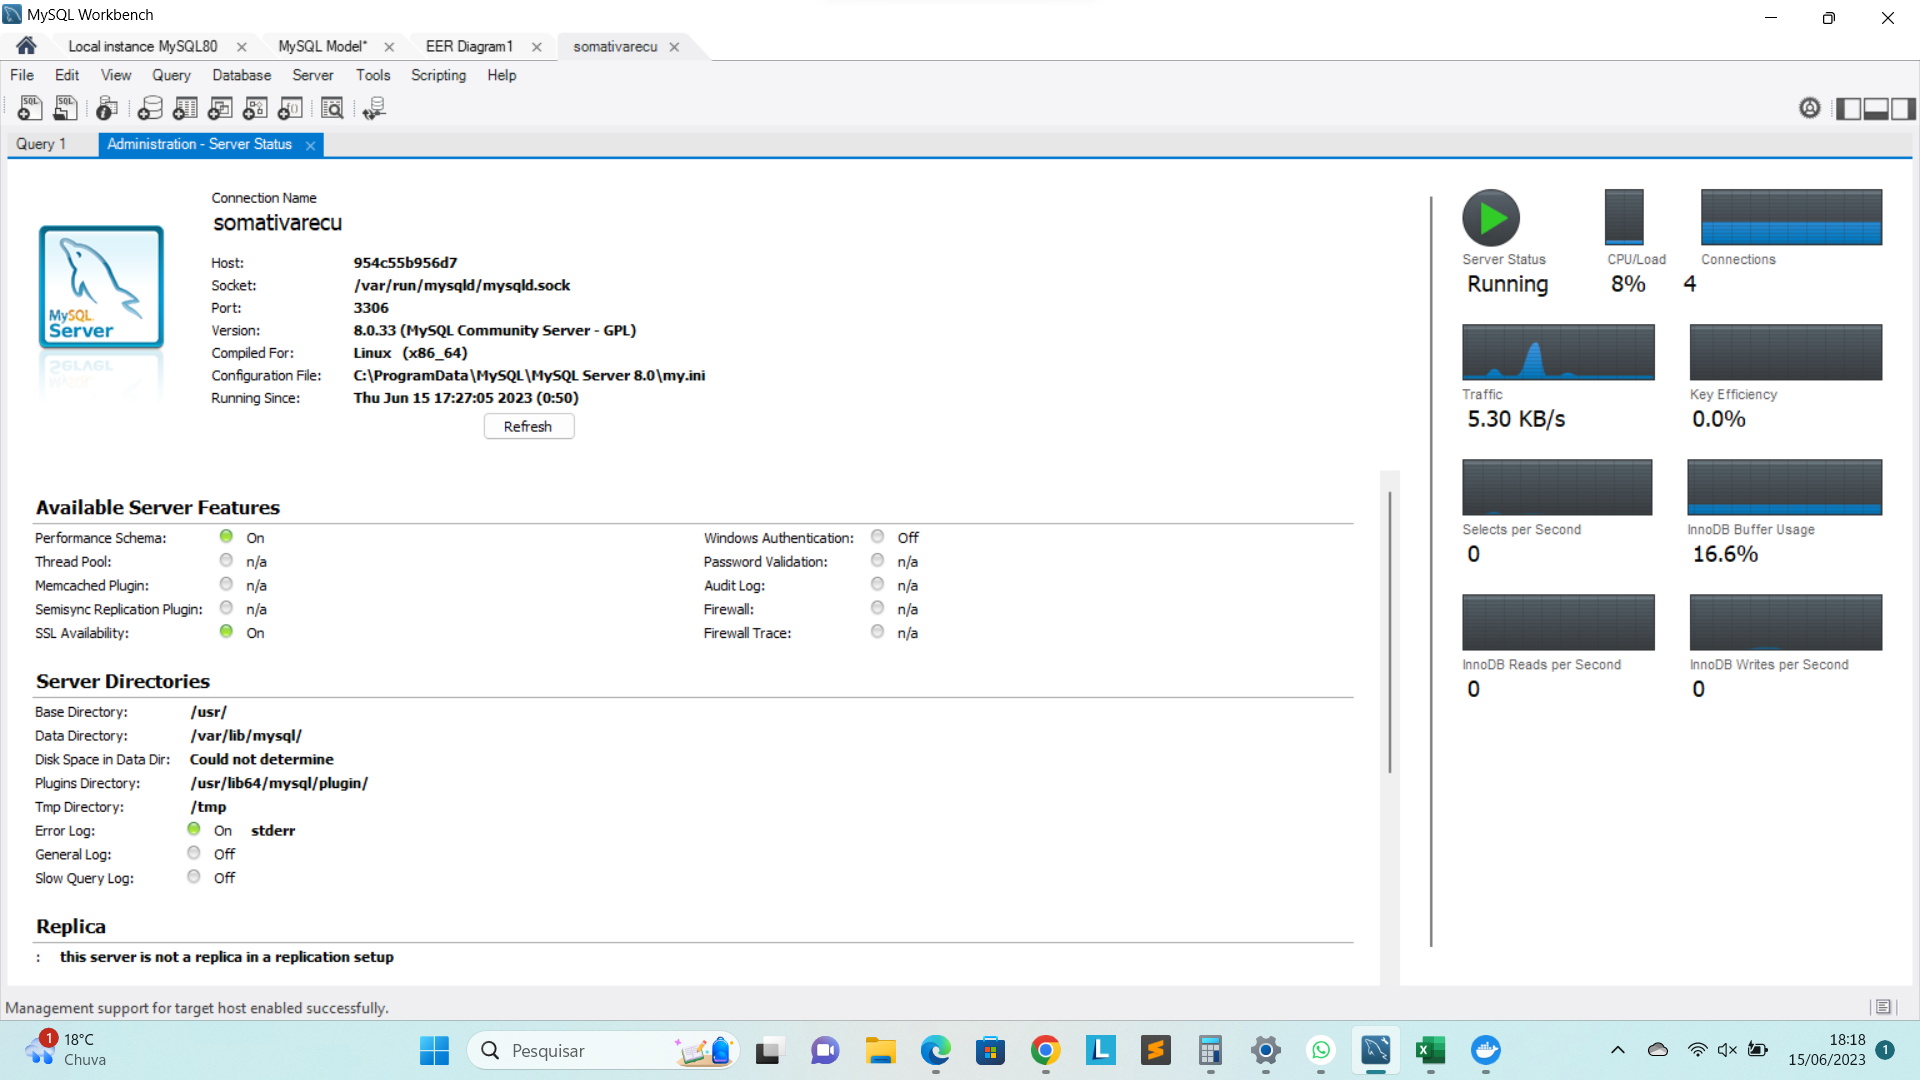 MySQL Workbench
Local instance MySQL80
MySQL Model*
EER Diagram1
somativarecu
File Edit View Query Database Server Tools Scripting Help
Query 1
Administration - Server Status
Connection Name
somativarecu
Host: 954c55b956d7
Socket: /var/run/mysqld/mysqld.sock
Port: 3306
Version: 8.0.33 (MySQL Community Server - GPL)
Compiled For: Linux (x86_64)
Configuration File: C:\ProgramData\MySQL\MySQL Server 8.0\my.ini
Running Since: Thu Jun 15 17:27:05 2023 (0:50)
Refresh
MySQL
Server
Server Status
Running
CPU/Load
8%
Connections
4
Traffic
5.30 KB/s
Key Efficiency
0.0%
Selects per Second
0
InnoDB Buffer Usage
16.6%
InnoDB Reads per Second
0
InnoDB Writes per Second
0
Available Server Features
Performance Schema: On
Thread Pool: n/a
Memcached Plugin: n/a
Semisync Replication Plugin: n/a
SSL Availability: On
Windows Authentication: Off
Password Validation: n/a
Audit Log: n/a
Firewall: n/a
Firewall Trace: n/a
Server Directories
Base Directory: /usr/
Data Directory: /var/lib/mysql/
Disk Space in Data Dir: Could not determine
Plugins Directory: /usr/lib64/mysql/plugin/
Tmp Directory: /tmp
Error Log: On stderr
General Log: Off
Slow Query Log: Off
Replica
: this server is not a replica in a replication setup
Management support for target host enabled successfully.
1
18°C
Chuva
Pesquisar
18:18
15/06/2023
1